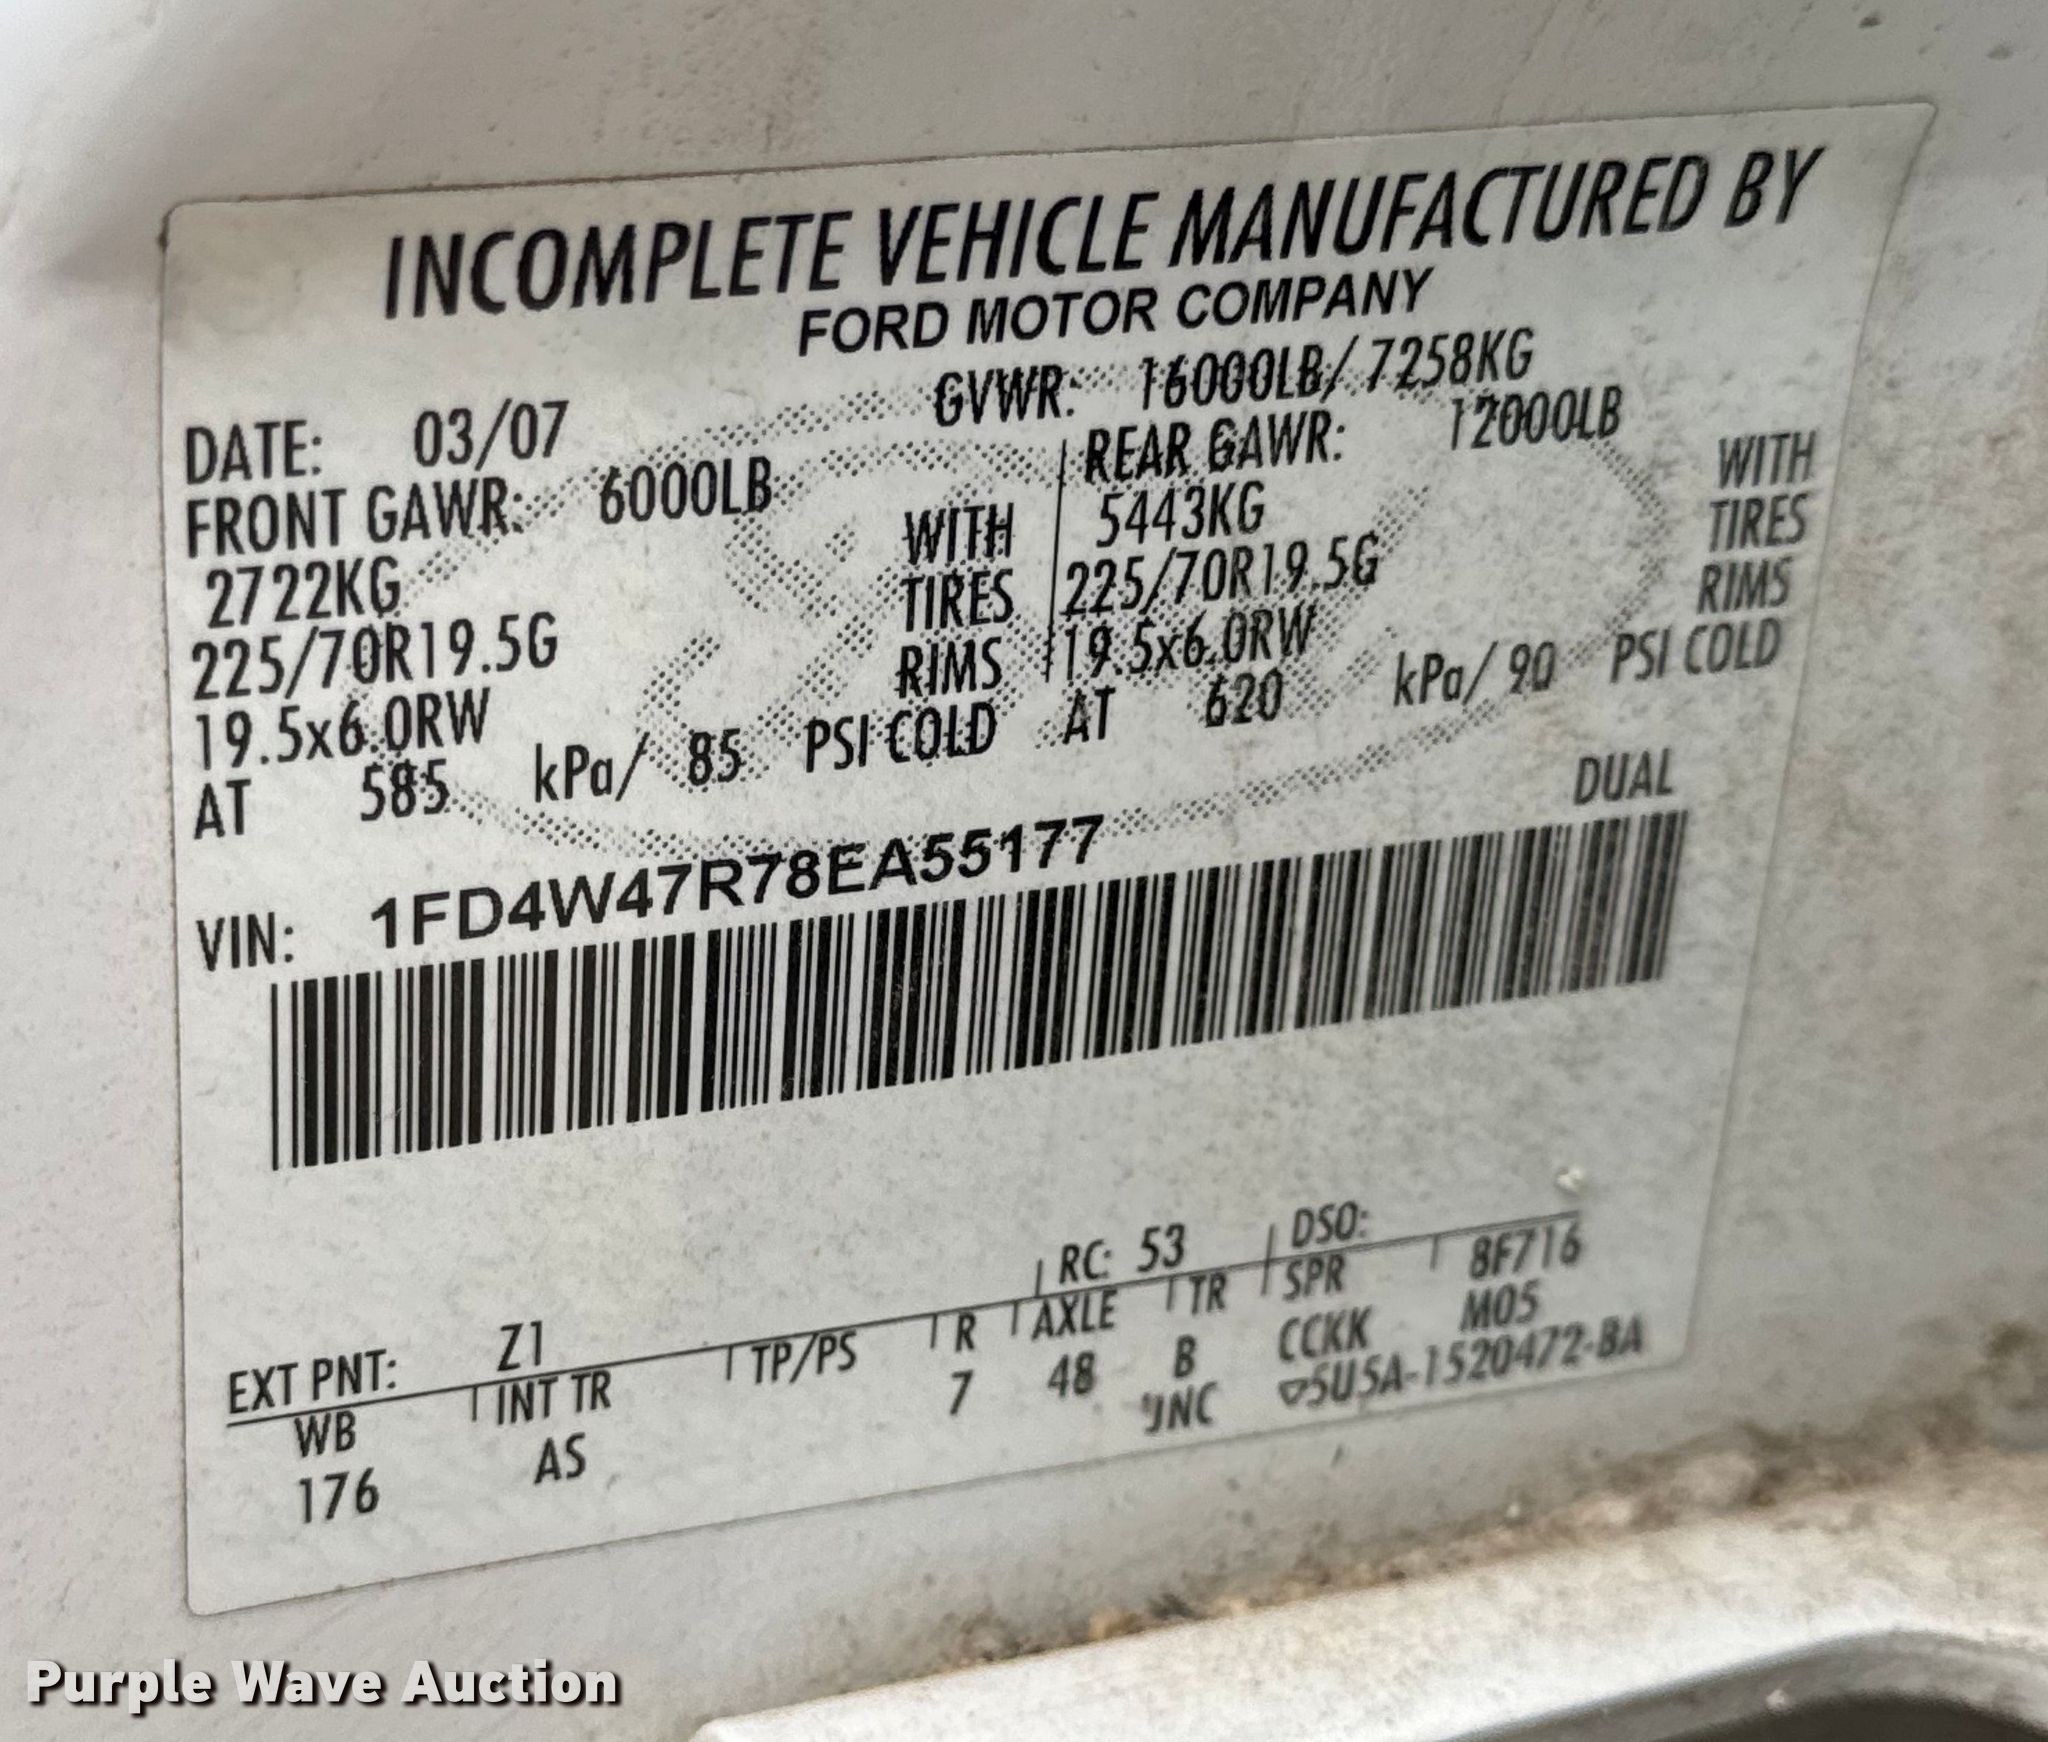 INCOMPLETE VEHICLE MANUFACTURED BY
FORD MOTOR COMPANY
DATE: 03/07 GVWR: 16000LB/ 7258KG
FRONT GAWR: 6000LB REAR GAWR: 12000LB
2722KG WITH 5443KG WITH
225/70R19.5G TIRES 225/70R19.5G TIRES
19.5x6.0RW RIMS 19.5x6.0RW RIMS
AT 585 kPa/ 85 PSI COLD AT 620 kPa/ 90 PSI COLD
DUAL
VIN: 1FD4W47R78EA55177
EXT PNT: Z1 RC: 53 DSO:
WB INT TR TP/PS R AXLE TR SPR 8F716
176 AS 7 48 B CCKK M05
UNC ▽5U5A-1520472-BA
Purple Wave Auction